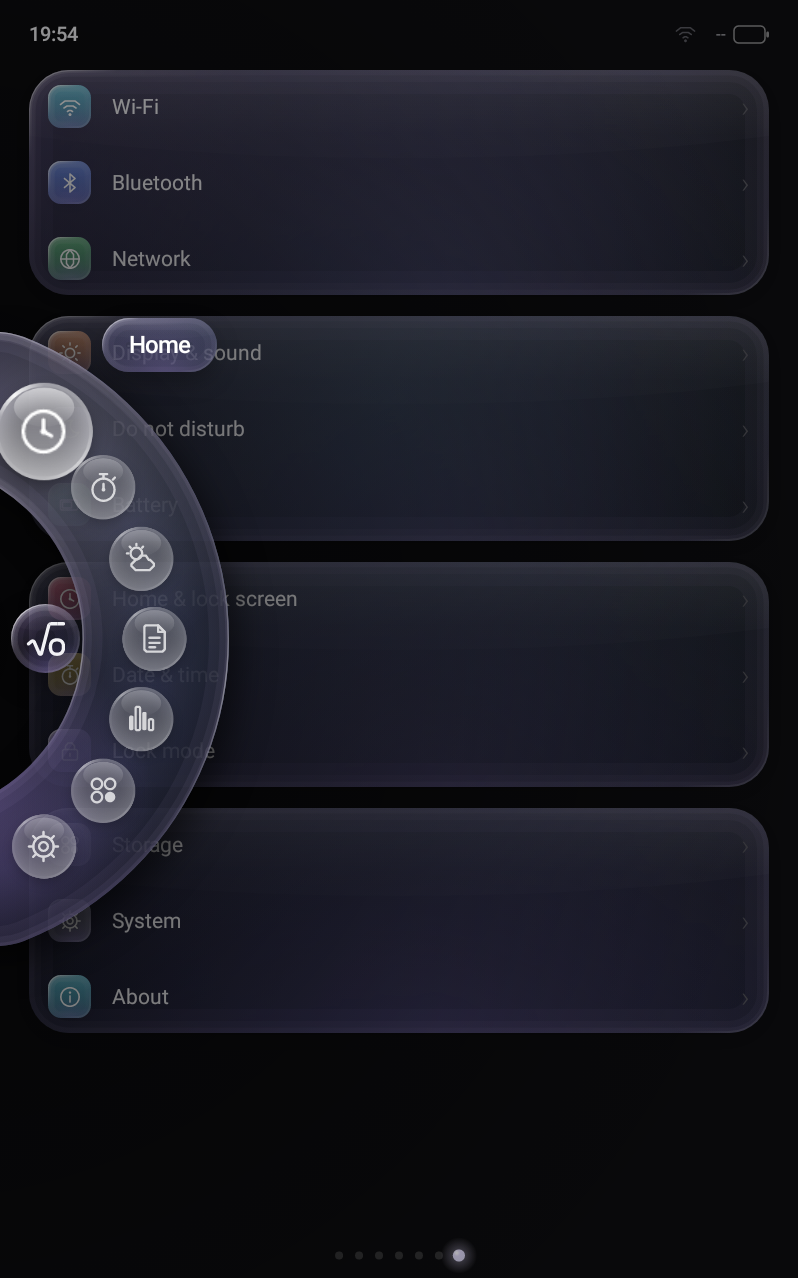 19:54
--
Wi-Fi
Bluetooth
Network
Home
Display & sound
Do not disturb
Battery
Home & lock screen
Date & time
Lock mode
Storage
System
About